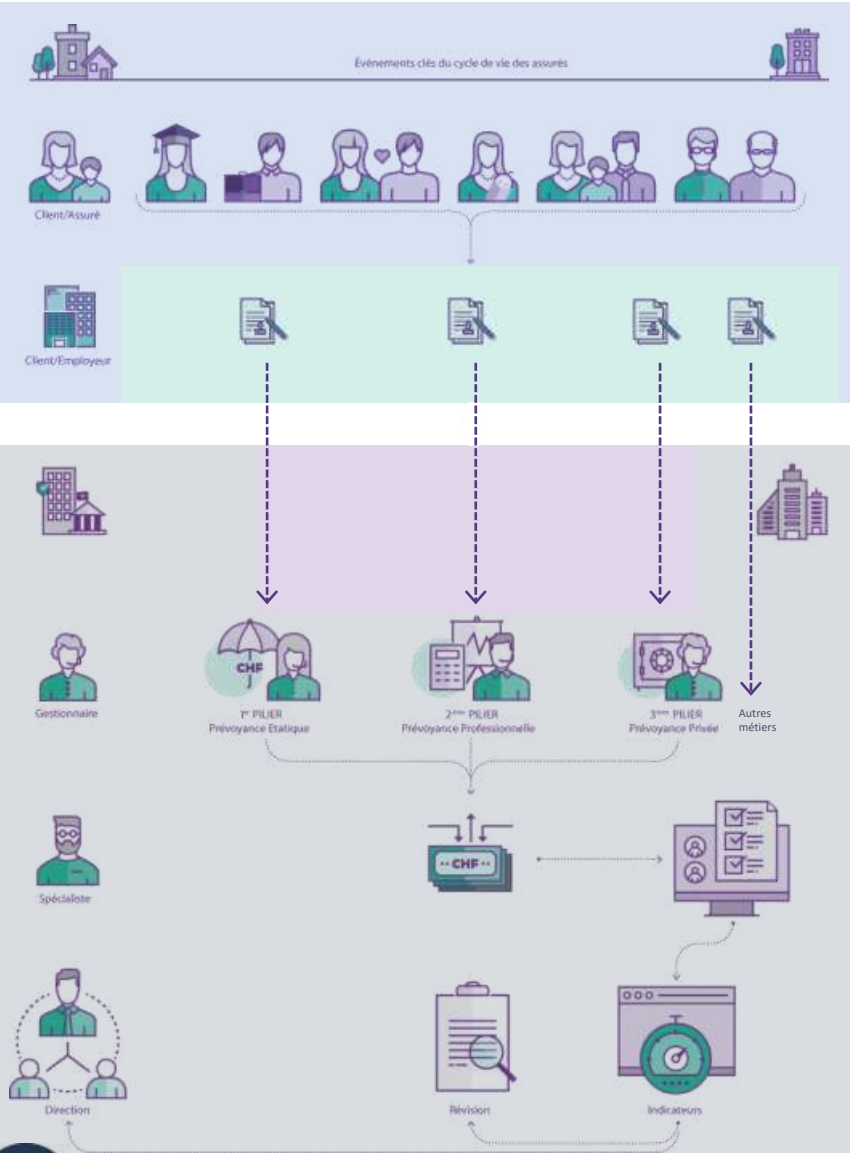 Événements clés du cycle de vie des assurés
Client/Assuré
Client/Employeur
Gestionnaire
CHF
1er PILIER
Prévoyance Etatique
2ème PILIER
Prévoyance Professionnelle
3ème PILIER
Prévoyance Privée
Autres
métiers
Spécialiste
CHF
Direction
Révision
Indicateurs